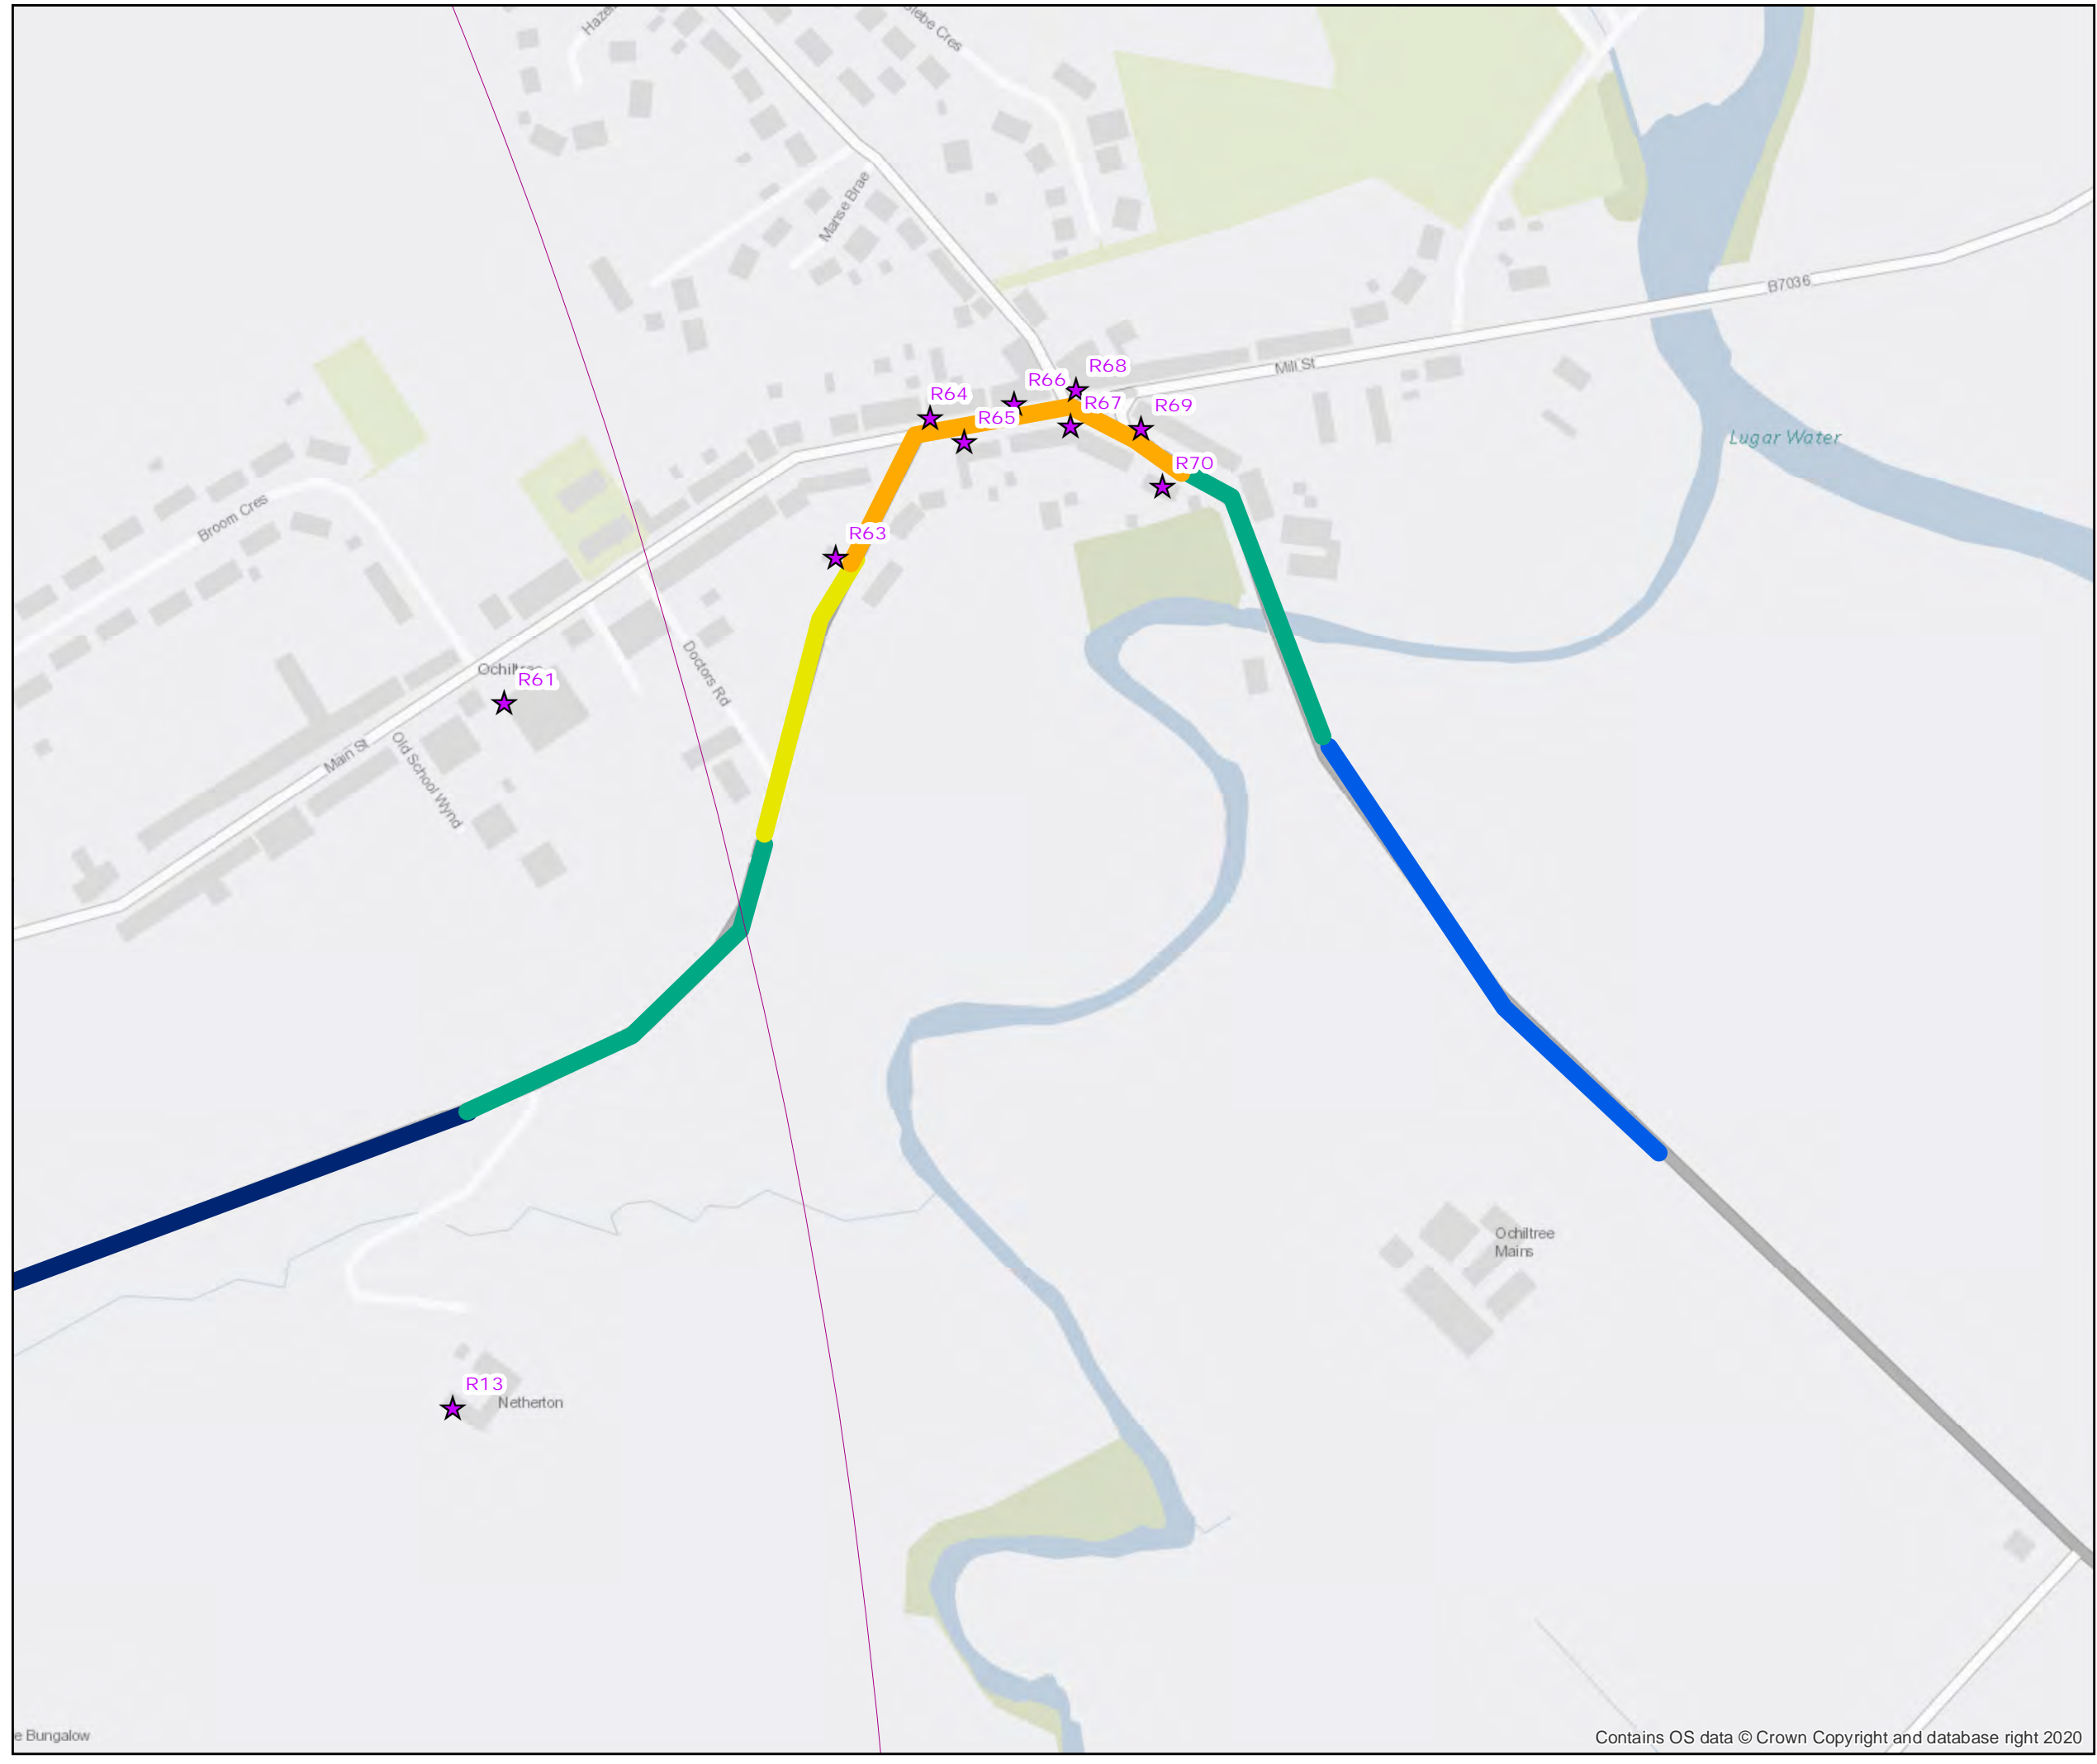 Glebe Cres
Manse Brae
B7036
Mill St
R68
R66
R64
R67
R69
R65
Lugar Water
R70
Broom Cres
R63
R61
Doctors Rd
Main St
Old School Wynd
Ochiltree
Mains
R13
Netherton
e Bungalow
Contains OS data © Crown Copyright and database right 2020